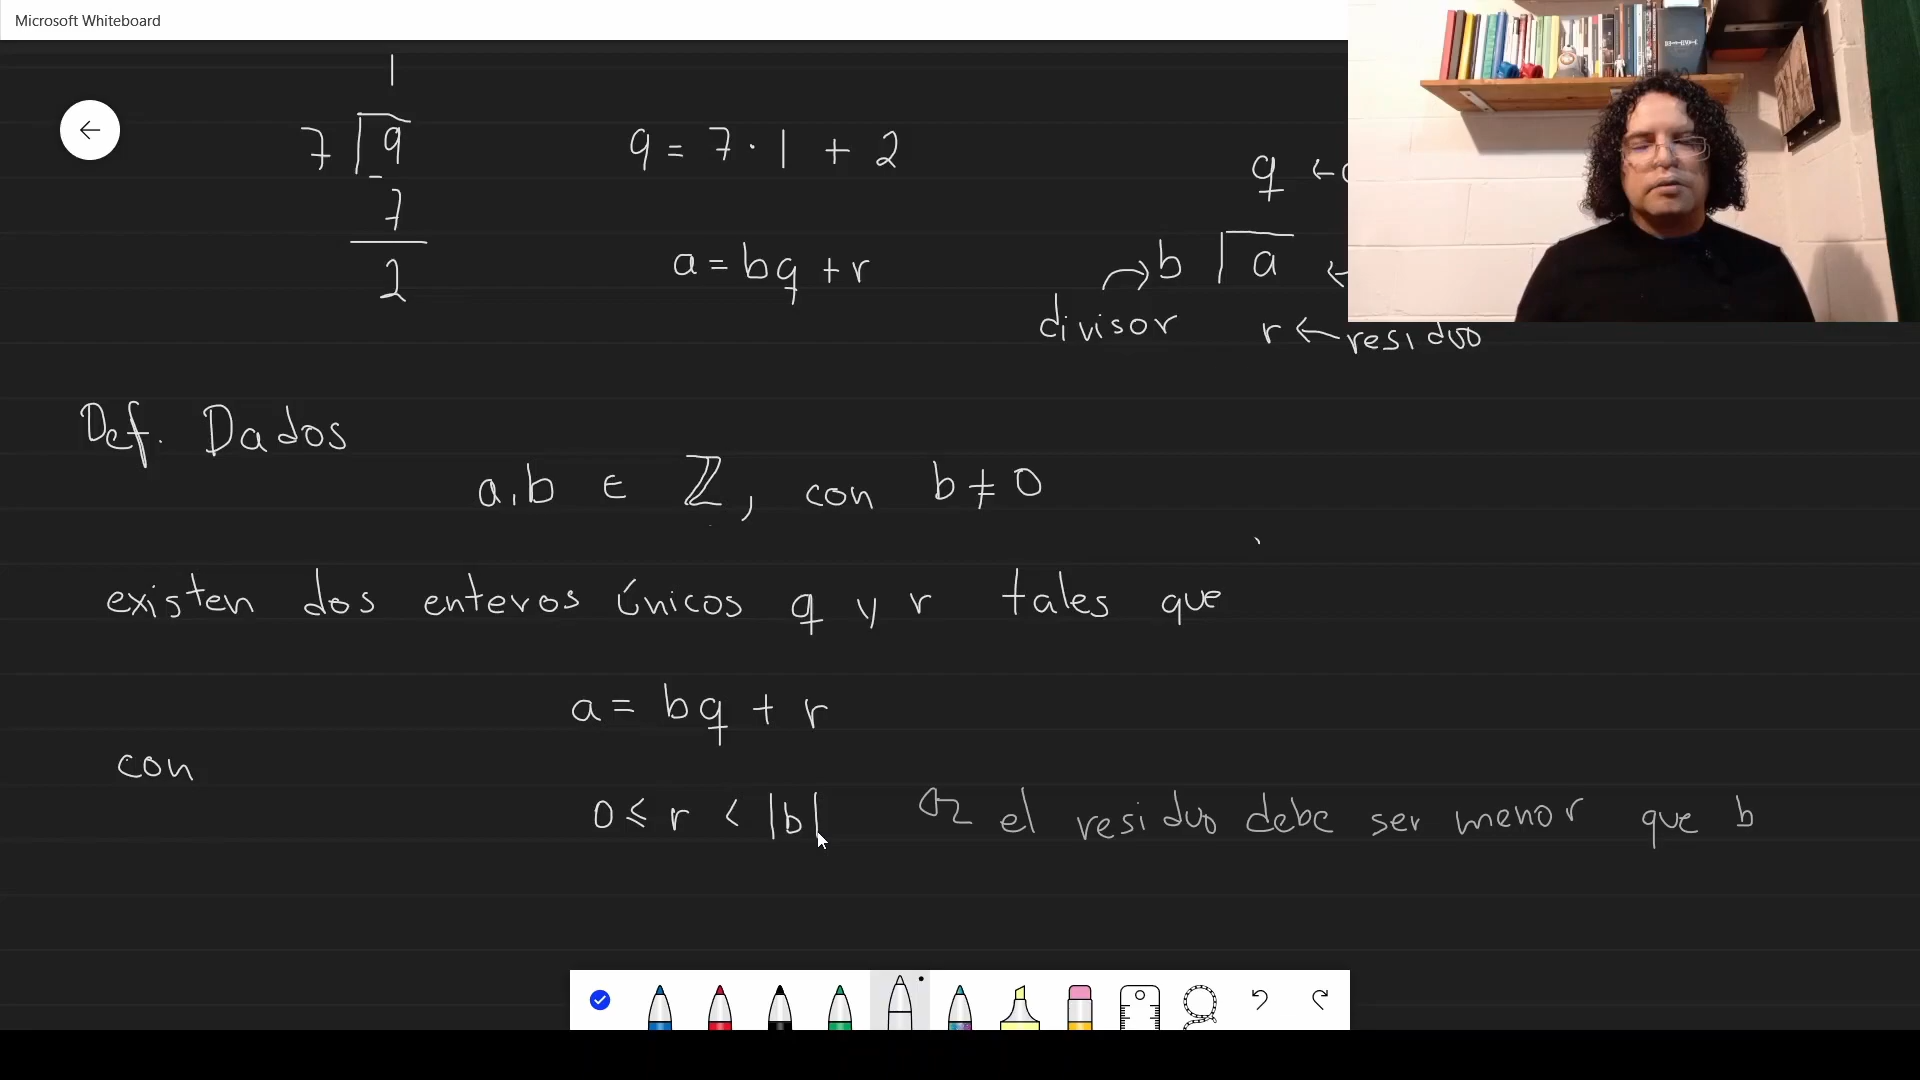 Microsoft Whiteboard
1
7 9
7
2
9 = 7 · 1 + 2
a = bq + r
q ←
b a ←
divisor
r ← residuo
Def. Dados
a, b ∈ ℤ, con b ≠ 0
existen dos enteros únicos q y r tales que
a = bq + r
con
0 ≤ r < |b| ⇦ el residuo debe ser menor que b